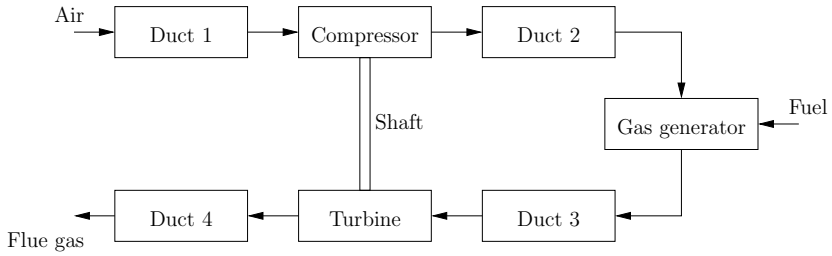 Air
Duct 1
Compressor
Duct 2
Fuel
Gas generator
Shaft
Duct 4
Turbine
Duct 3
Flue gas